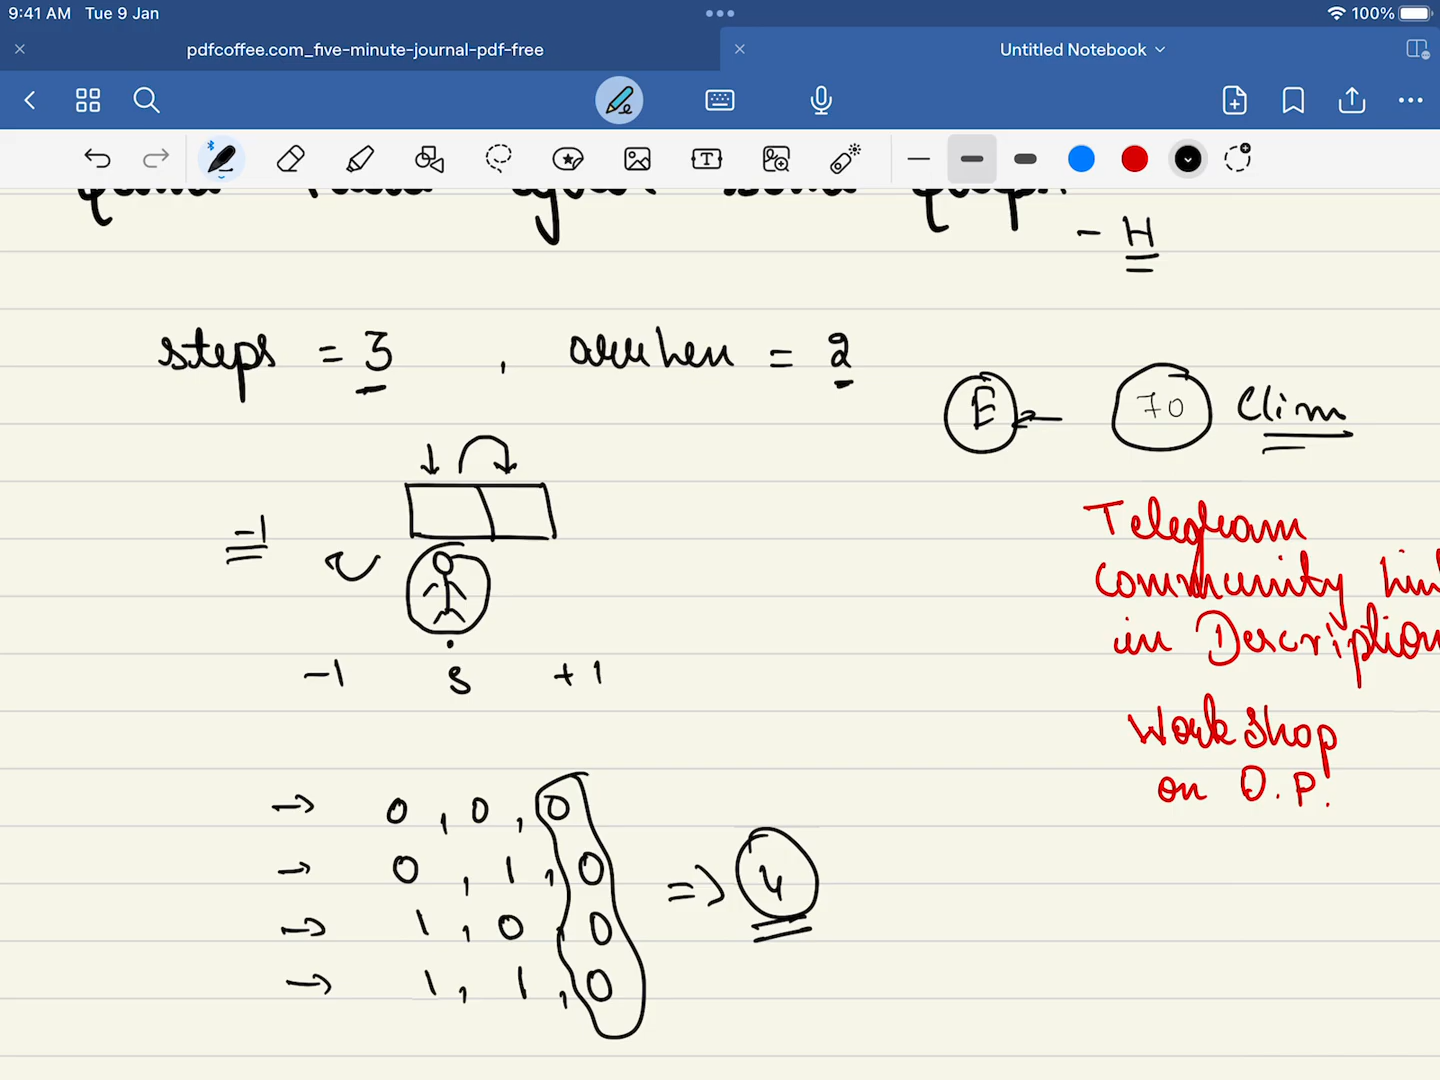 9:41 AM Tue 9 Jan
100%
pdfcoffee.com_five-minute-journal-pdf-free
Untitled Notebook
- H
steps = 3 , arrLen = 2
E
70 Clim
-1
-1 s +1
Telegram
community link
in Description
Workshop
on O.P.
→ 0 , 0 , 0
→ 0 , 1 , 0
→ 1 , 0 , 0
→ 1 , 1 , 0
=> 4